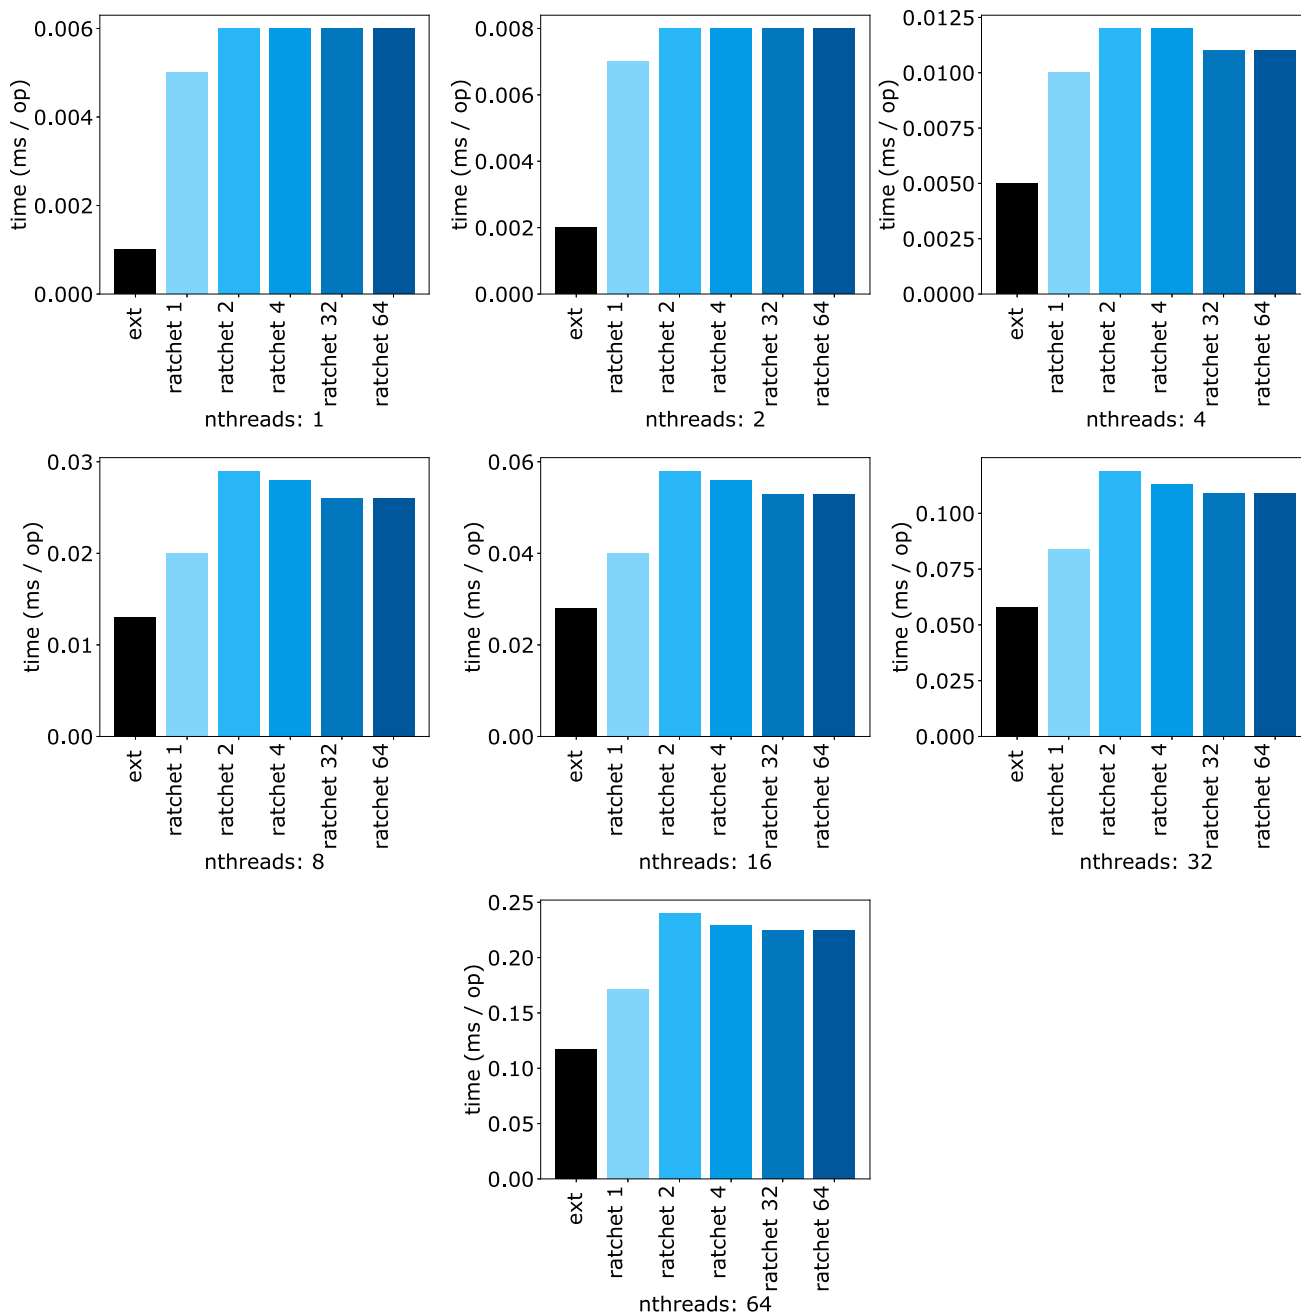 time (ms / op)
0.006
0.004
0.002
0.000
ext
ratchet 1
ratchet 2
ratchet 4
ratchet 32
ratchet 64
nthreads: 1
time (ms / op)
0.008
0.006
0.004
0.002
0.000
ext
ratchet 1
ratchet 2
ratchet 4
ratchet 32
ratchet 64
nthreads: 2
time (ms / op)
0.0125
0.0100
0.0075
0.0050
0.0025
0.0000
ext
ratchet 1
ratchet 2
ratchet 4
ratchet 32
ratchet 64
nthreads: 4
time (ms / op)
0.03
0.02
0.01
0.00
ext
ratchet 1
ratchet 2
ratchet 4
ratchet 32
ratchet 64
nthreads: 8
time (ms / op)
0.06
0.04
0.02
0.00
ext
ratchet 1
ratchet 2
ratchet 4
ratchet 32
ratchet 64
nthreads: 16
time (ms / op)
0.100
0.075
0.050
0.025
0.000
ext
ratchet 1
ratchet 2
ratchet 4
ratchet 32
ratchet 64
nthreads: 32
time (ms / op)
0.25
0.20
0.15
0.10
0.05
0.00
ext
ratchet 1
ratchet 2
ratchet 4
ratchet 32
ratchet 64
nthreads: 64